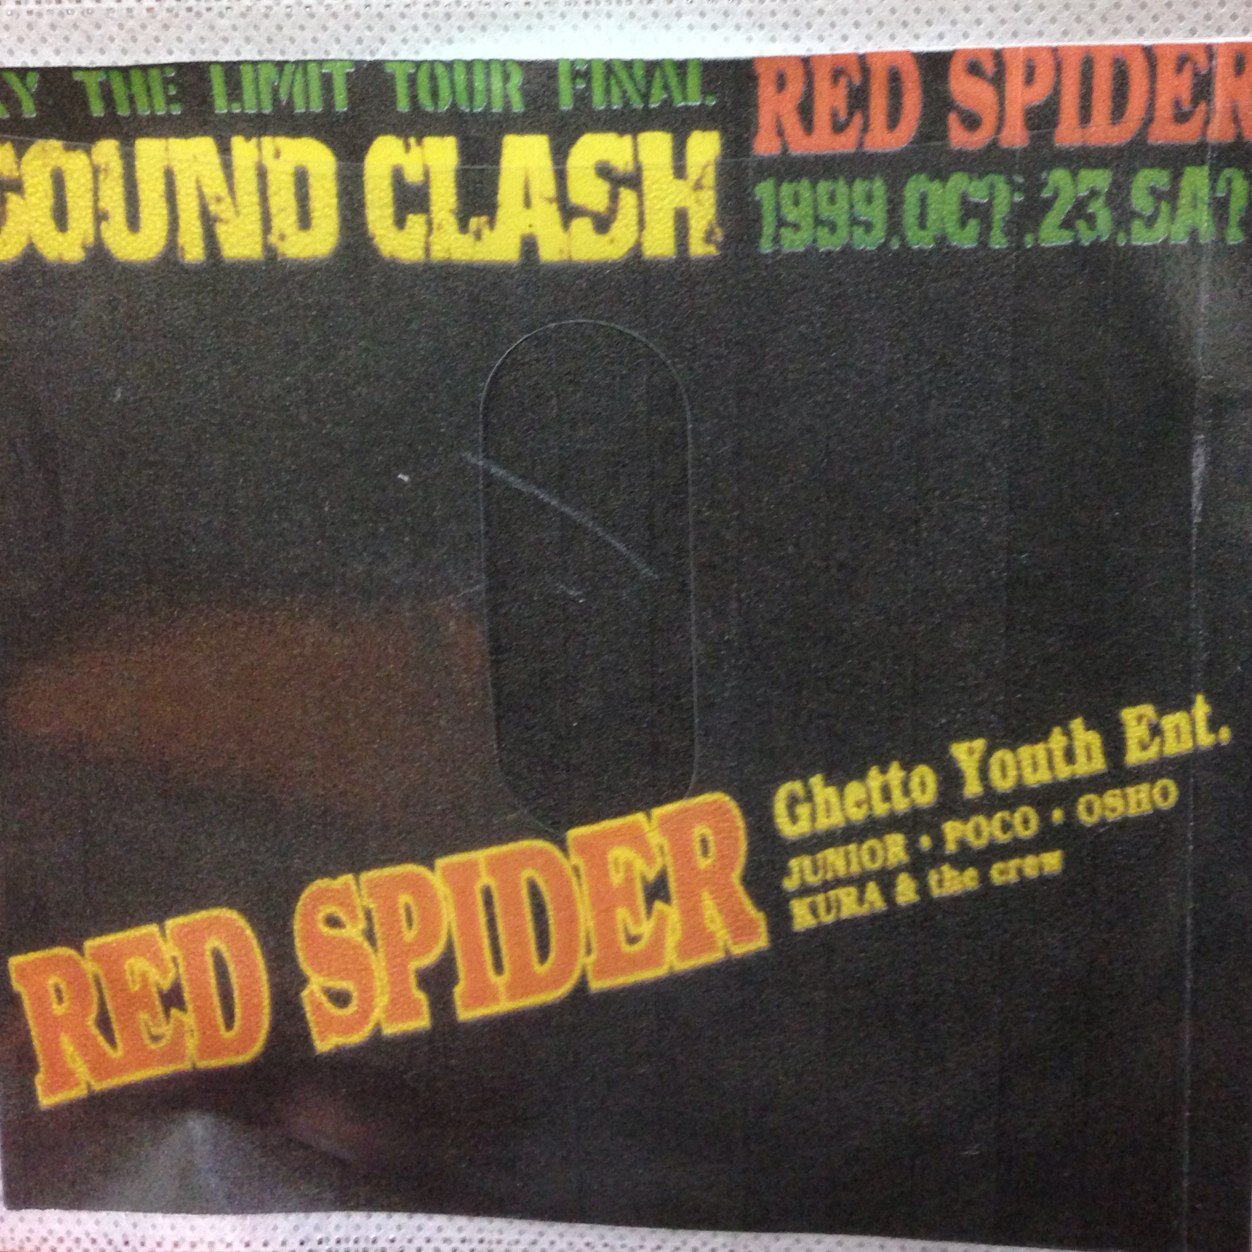 KY THE LIMIT TOUR FINAL
SOUND CLASH
RED SPIDER
1999.OCT.23.SAT
Ghetto Youth Ent.
JUNIOR・POCO・OSHO
KURA & the crew
RED SPIDER